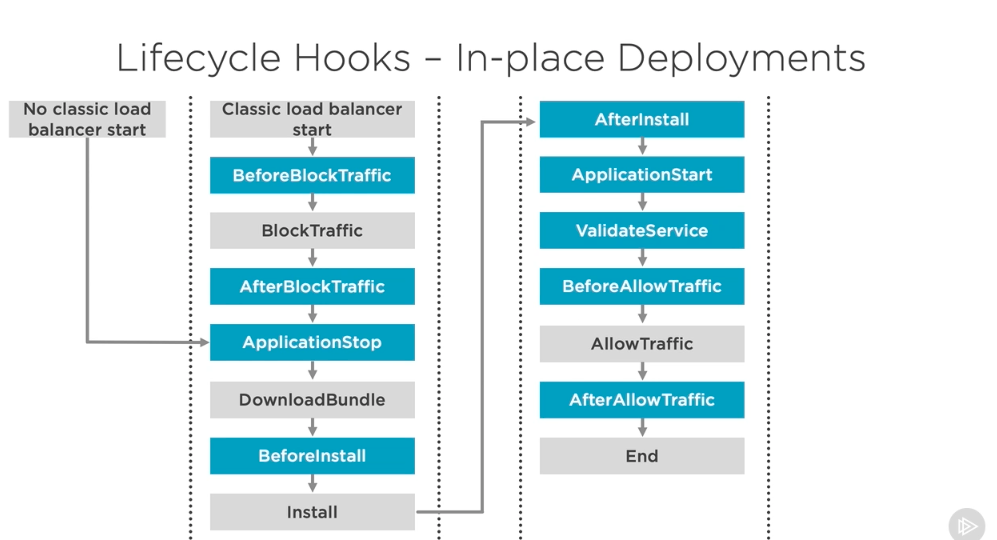 Lifecycle Hooks – In-place Deployments
No classic load
balancer start
Classic load balancer
start
BeforeBlockTraffic
BlockTraffic
AfterBlockTraffic
ApplicationStop
DownloadBundle
BeforeInstall
Install
AfterInstall
ApplicationStart
ValidateService
BeforeAllowTraffic
AllowTraffic
AfterAllowTraffic
End